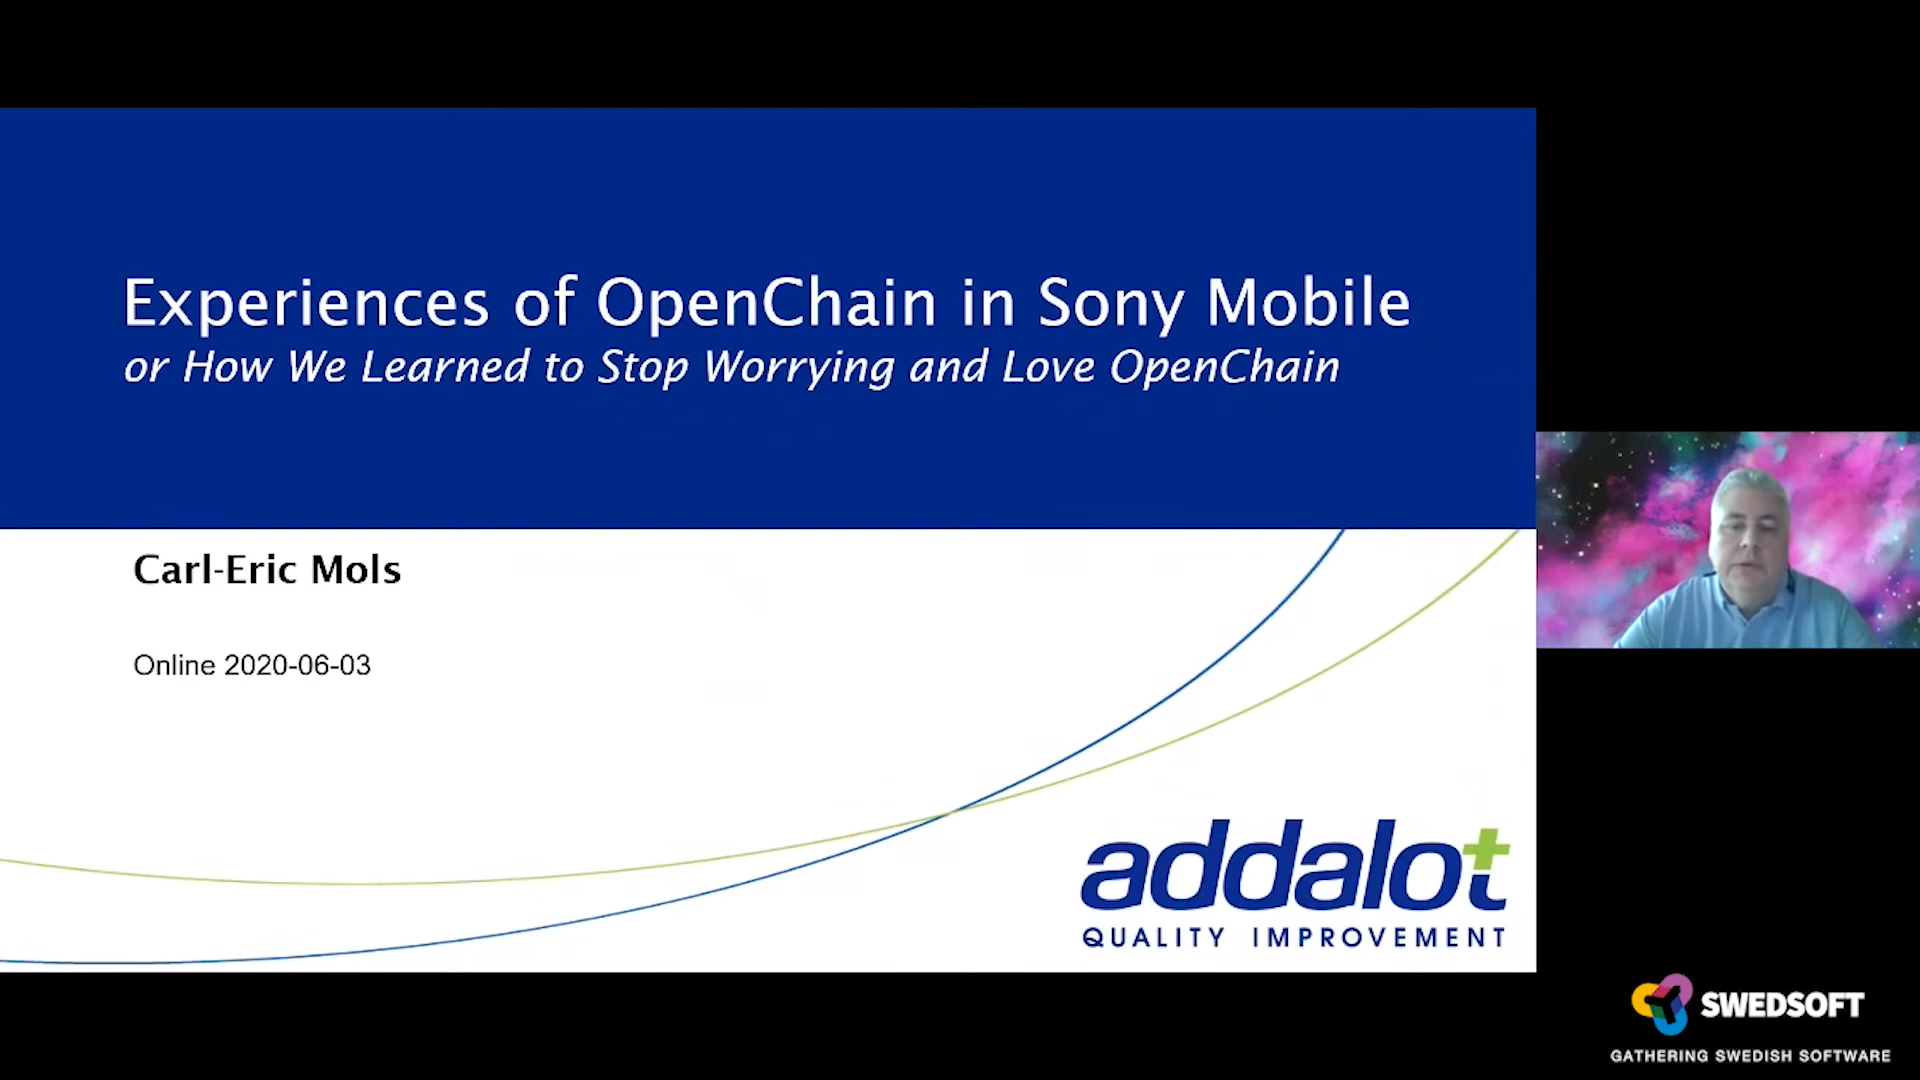 Experiences of OpenChain in Sony Mobile
or How We Learned to Stop Worrying and Love OpenChain
Carl-Eric Mols
Online 2020-06-03
addalot
QUALITY IMPROVEMENT
SWEDSOFT
GATHERING SWEDISH SOFTWARE